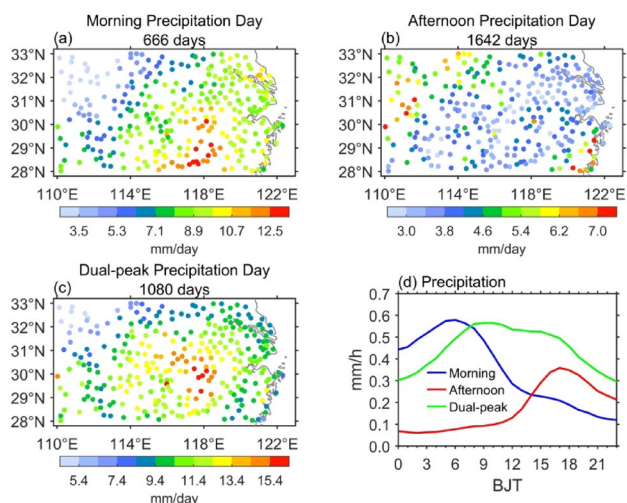 Morning Precipitation Day
(a) 666 days
33°N
32°N
31°N
30°N
29°N
28°N
110°E 114°E 118°E 122°E
3.5 5.3 7.1 8.9 10.7 12.5
mm/day
Afternoon Precipitation Day
(b) 1642 days
33°N
32°N
31°N
30°N
29°N
28°N
110°E 114°E 118°E 122°E
3.0 3.8 4.6 5.4 6.2 7.0
mm/day
Dual-peak Precipitation Day
(c) 1080 days
33°N
32°N
31°N
30°N
29°N
28°N
110°E 114°E 118°E 122°E
5.4 7.4 9.4 11.4 13.4 15.4
mm/day
(d) Precipitation
0.7
0.6
0.5
0.4
0.3
0.2
0.1
0.0
mm/h
Morning
Afternoon
Dual-peak
0 3 6 9 12 15 18 21
BJT